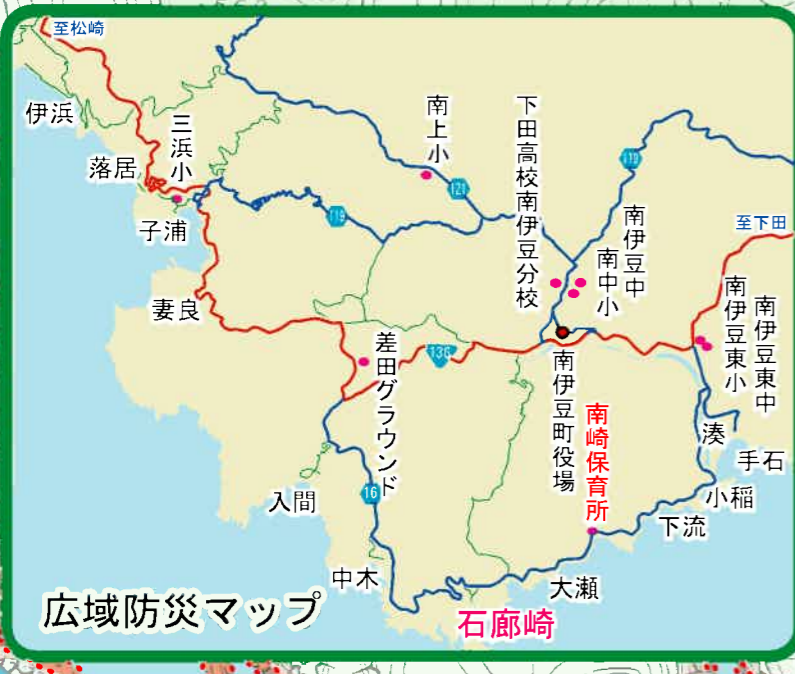 至松崎
伊浜
落居
三浜小
子浦
妻良
南上小
121
119
下田高校南伊豆分校
119
南伊豆中
南中小
至下田
南伊豆東中
南伊豆東小
差田グラウンド
136
南伊豆町役場
南崎保育所
湊
手石
小稲
下流
大瀬
入間
16
中木
石廊崎
広域防災マップ